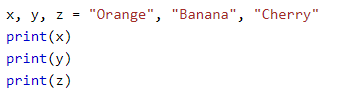 x, y, z = "Orange", "Banana", "Cherry"
print(x)
print(y)
print(z)